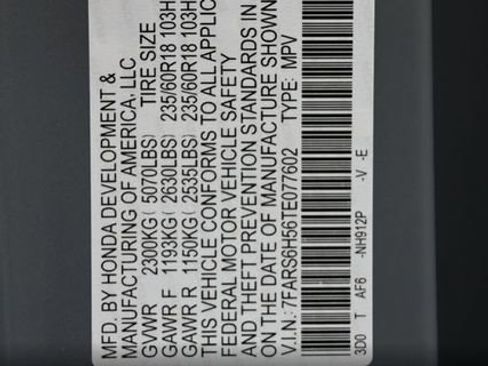 MFD. BY HONDA DEVELOPMENT &
MANUFACTURING OF AMERICA, LLC
GVWR 2300KG ( 5070LBS) TIRE SIZE
GAWR F 1193KG ( 2630LBS) 235/60R18 103H
GAWR R 1150KG ( 2535LBS) 235/60R18 103H
THIS VEHICLE CONFORMS TO ALL APPLIC
FEDERAL MOTOR VEHICLE SAFETY
AND THEFT PREVENTION STANDARDS IN
ON THE DATE OF MANUFACTURE SHOWN
V.I.N.: 7FARS6H56TE077602 TYPE: MPV
3D0 T AF6 -NH912P -V -E